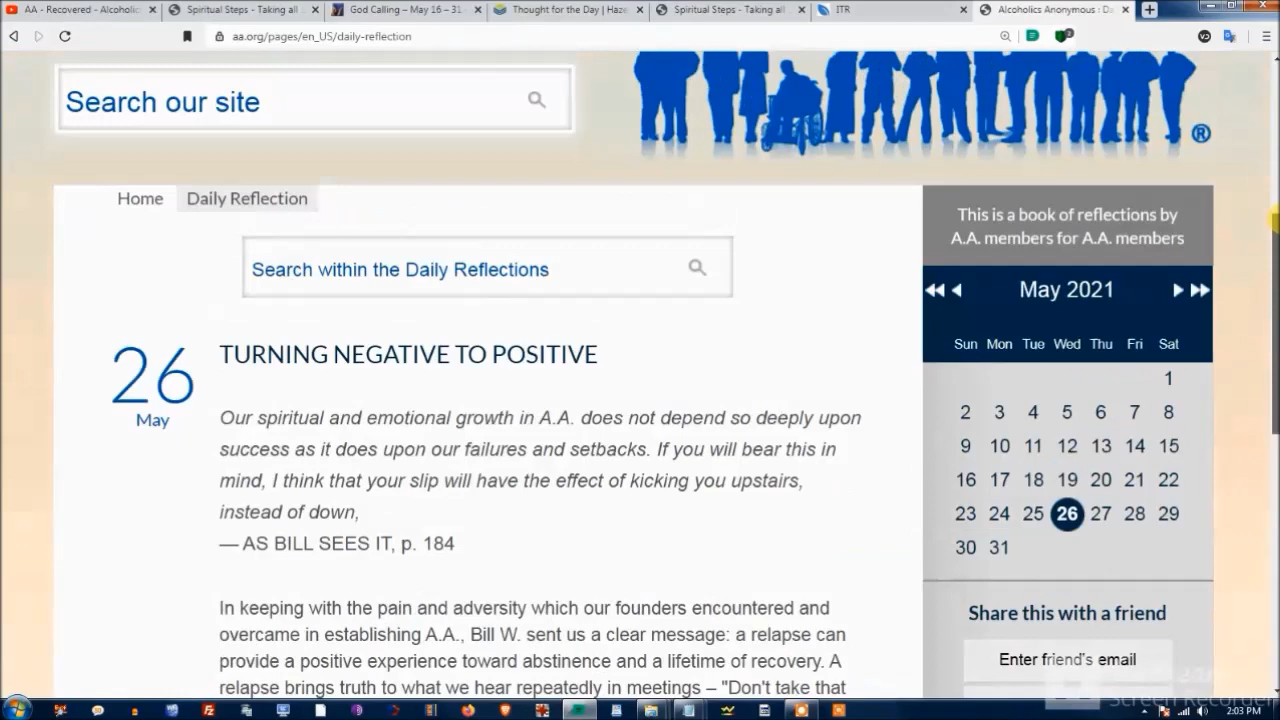 AA - Recovered - Alcoholic
Spiritual Steps - Taking all
God Calling – May 16 – 31
Thought for the Day | Haze
Spiritual Steps - Taking all
ITR
Alcoholics Anonymous : Da
aa.org/pages/en_US/daily-reflection
Search our site
®
Home
Daily Reflection
Search within the Daily Reflections
26
May
TURNING NEGATIVE TO POSITIVE
Our spiritual and emotional growth in A.A. does not depend so deeply upon
success as it does upon our failures and setbacks. If you will bear this in
mind, I think that your slip will have the effect of kicking you upstairs,
instead of down,
— AS BILL SEES IT, p. 184
In keeping with the pain and adversity which our founders encountered and
overcame in establishing A.A., Bill W. sent us a clear message: a relapse can
provide a positive experience toward abstinence and a lifetime of recovery. A
relapse brings truth to what we hear repeatedly in meetings – "Don't take that
This is a book of reflections by
A.A. members for A.A. members
May 2021
Sun Mon Tue Wed Thu Fri Sat
1
2 3 4 5 6 7 8
9 10 11 12 13 14 15
16 17 18 19 20 21 22
23 24 25 26 27 28 29
30 31
Share this with a friend
Enter friend's email
Screen Recorder
2:03 PM